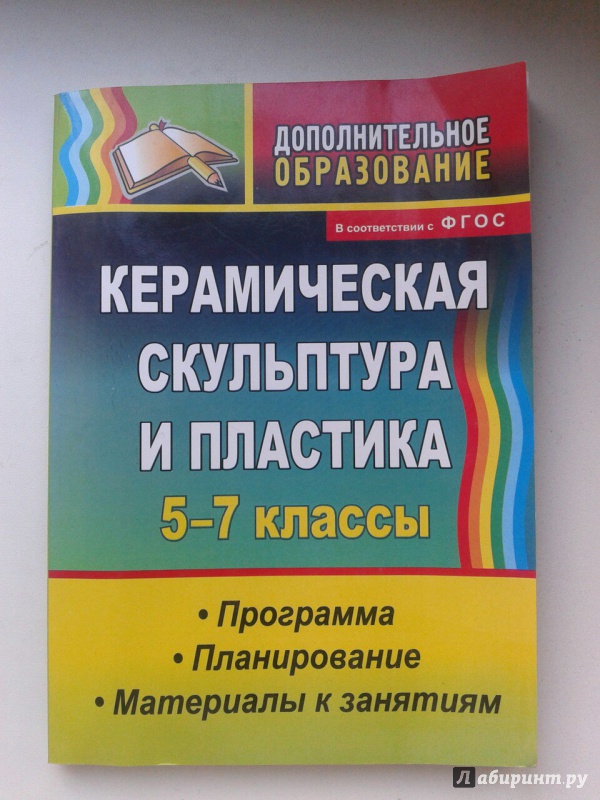 ДОПОЛНИТЕЛЬНОЕ
ОБРАЗОВАНИЕ
В соответствии с ФГОС
КЕРАМИЧЕСКАЯ
СКУЛЬПТУРА
И ПЛАСТИКА
5–7 классы
• Программа
• Планирование
• Материалы к занятиям
Лабиринт.ру